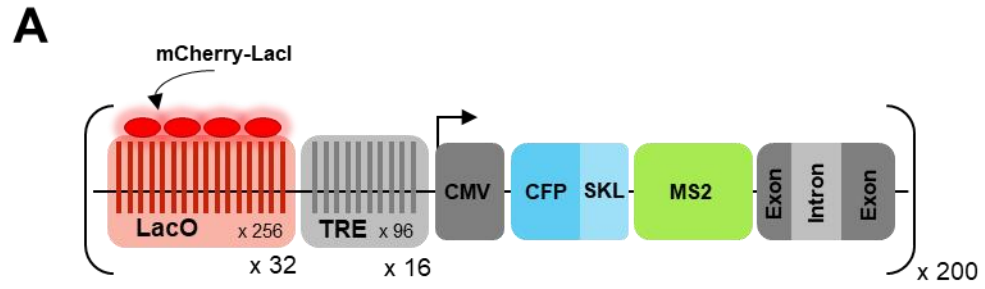 A
mCherry-LacI
LacO x 256
TRE x 96
CMV
CFP
SKL
MS2
Exon
Intron
Exon
x 32
x 16
x 200